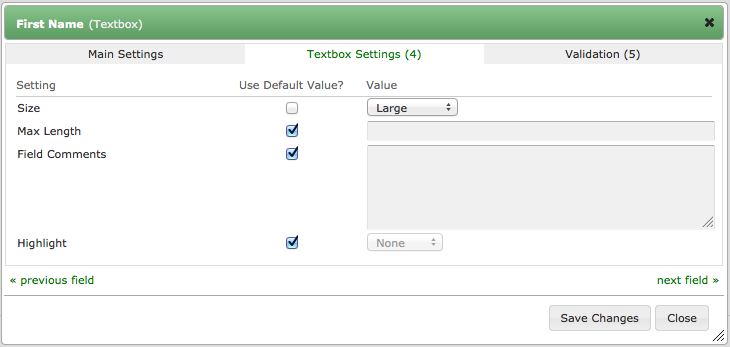 First Name (Textbox)
Main Settings Textbox Settings (4) Validation (5)
Setting Use Default Value? Value
Size Large
Max Length
Field Comments
Highlight None
« previous field next field »
Save Changes Close